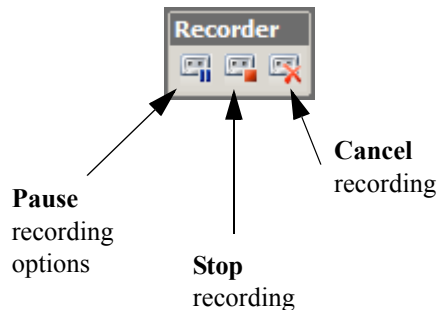 Recorder
Pause
recording
options
Stop
recording
Cancel
recording